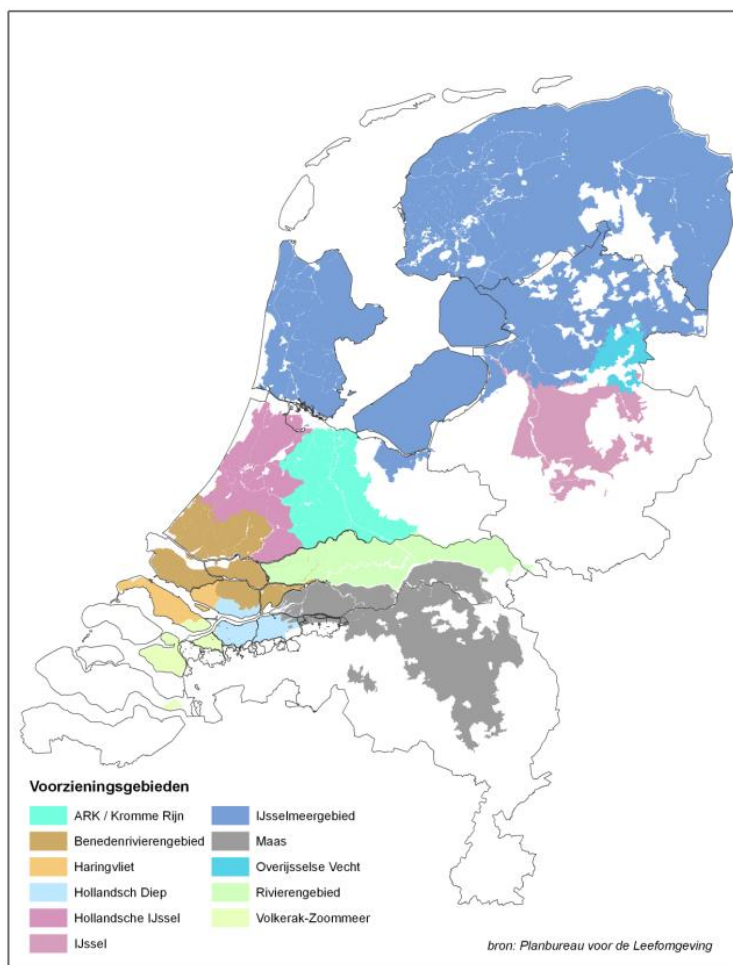 Voorzieningsgebieden
ARK / Kromme Rijn
Benedenrivierengebied
Haringvliet
Hollandsch Diep
Hollandsche IJssel
IJssel
IJsselmeergebied
Maas
Overijsselse Vecht
Rivierengebied
Volkerak-Zoommeer
bron: Planbureau voor de Leefomgeving